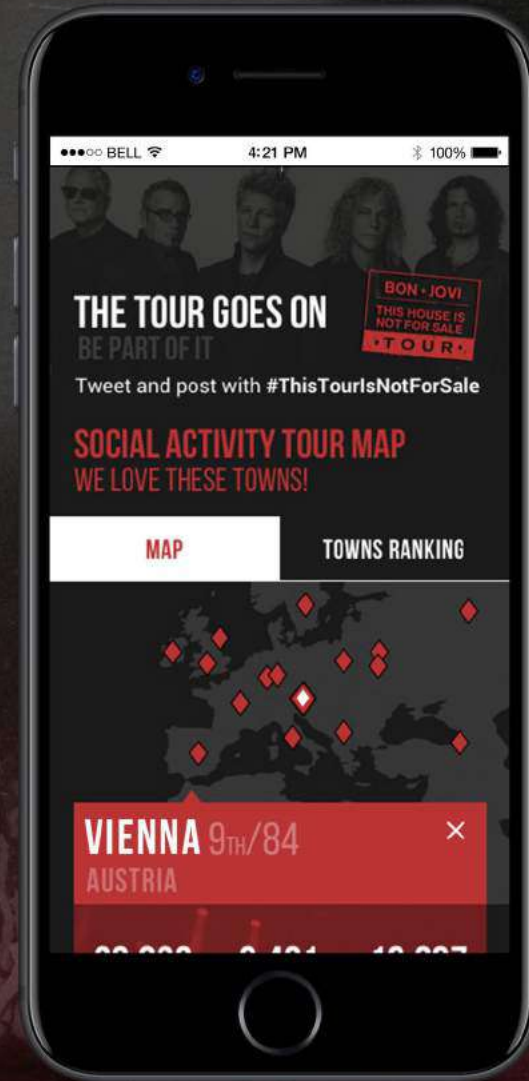 BELL 4:21 PM 100%
THE TOUR GOES ON
BE PART OF IT
BON • JOVI
THIS HOUSE IS
NOT FOR SALE
•TOUR•
Tweet and post with #ThisTourIsNotForSale
SOCIAL ACTIVITY TOUR MAP
WE LOVE THESE TOWNS!
MAP TOWNS RANKING
VIENNA 9TH/84
AUSTRIA